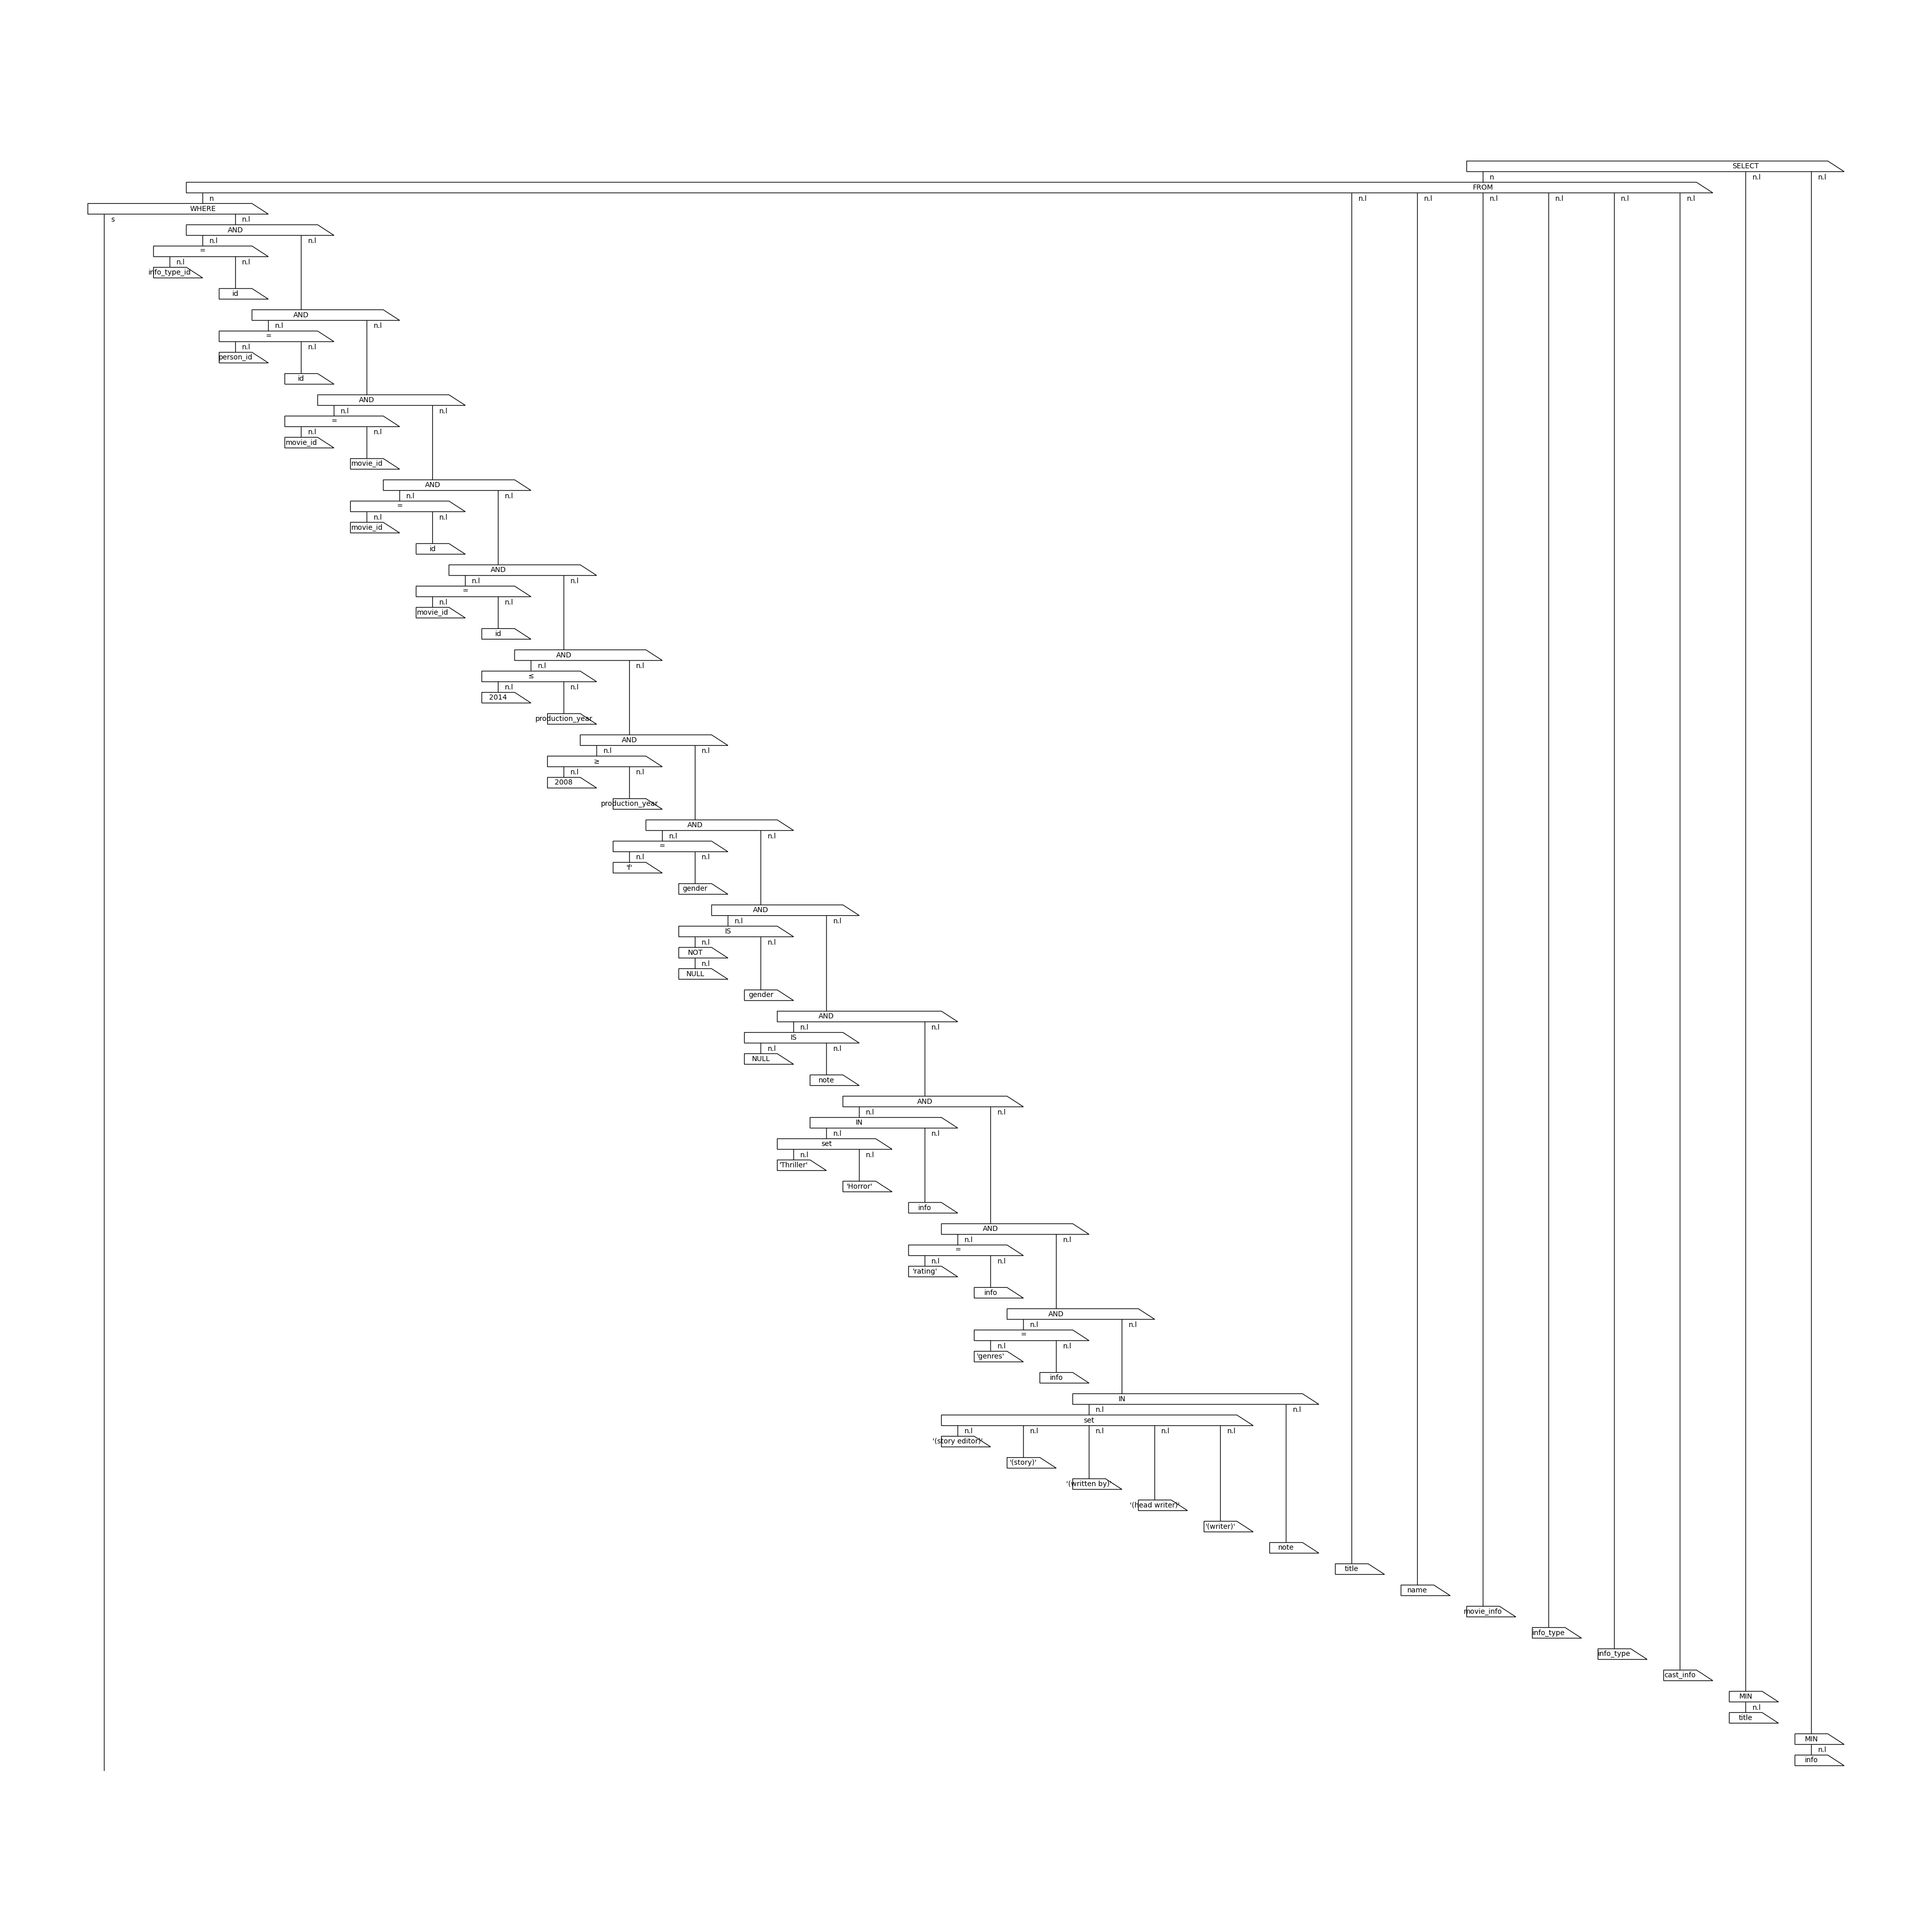 SELECT
n n.l n.l
FROM
n n.l n.l n.l n.l n.l n.l
WHERE
s n.l
AND
n.l n.l
=
n.l n.l
info_type_id
id
AND
n.l n.l
=
n.l n.l
person_id
id
AND
n.l n.l
=
n.l n.l
movie_id
movie_id
AND
n.l n.l
=
n.l n.l
movie_id
id
AND
n.l n.l
=
n.l n.l
movie_id
id
AND
n.l n.l
≤
n.l n.l
2014
production_year
AND
n.l n.l
≥
n.l n.l
2008
production_year
AND
n.l n.l
=
n.l n.l
'f'
gender
AND
n.l n.l
IS
n.l n.l
NOT
n.l
NULL
gender
AND
n.l n.l
IS
n.l n.l
NULL
note
AND
n.l n.l
IN
n.l n.l
set
n.l n.l
'Thriller'
'Horror'
info
AND
n.l n.l
=
n.l n.l
'rating'
info
AND
n.l n.l
=
n.l n.l
'genres'
info
IN
n.l n.l
set
n.l n.l n.l n.l n.l
'(story editor)'
'(story)'
'(written by)'
'(head writer)'
'(writer)'
note
title
name
movie_info
info_type
info_type
cast_info
MIN
n.l
title
MIN
n.l
info